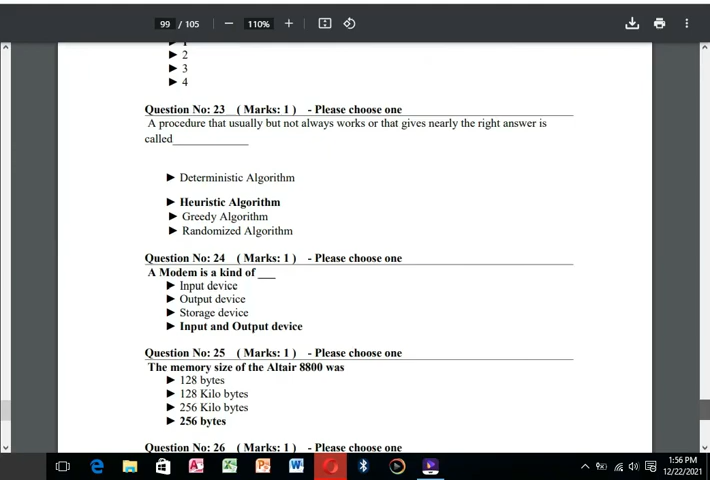 99 / 105
110%
► 1
► 2
► 3
► 4
Question No: 23 ( Marks: 1 ) - Please choose one
A procedure that usually but not always works or that gives nearly the right answer is
called_____________
► Deterministic Algorithm
► Heuristic Algorithm
► Greedy Algorithm
► Randomized Algorithm
Question No: 24 ( Marks: 1 ) - Please choose one
A Modem is a kind of ___
► Input device
► Output device
► Storage device
► Input and Output device
Question No: 25 ( Marks: 1 ) - Please choose one
The memory size of the Altair 8800 was
► 128 bytes
► 128 Kilo bytes
► 256 Kilo bytes
► 256 bytes
Question No: 26 ( Marks: 1 ) - Please choose one
1:56 PM
12/22/2021